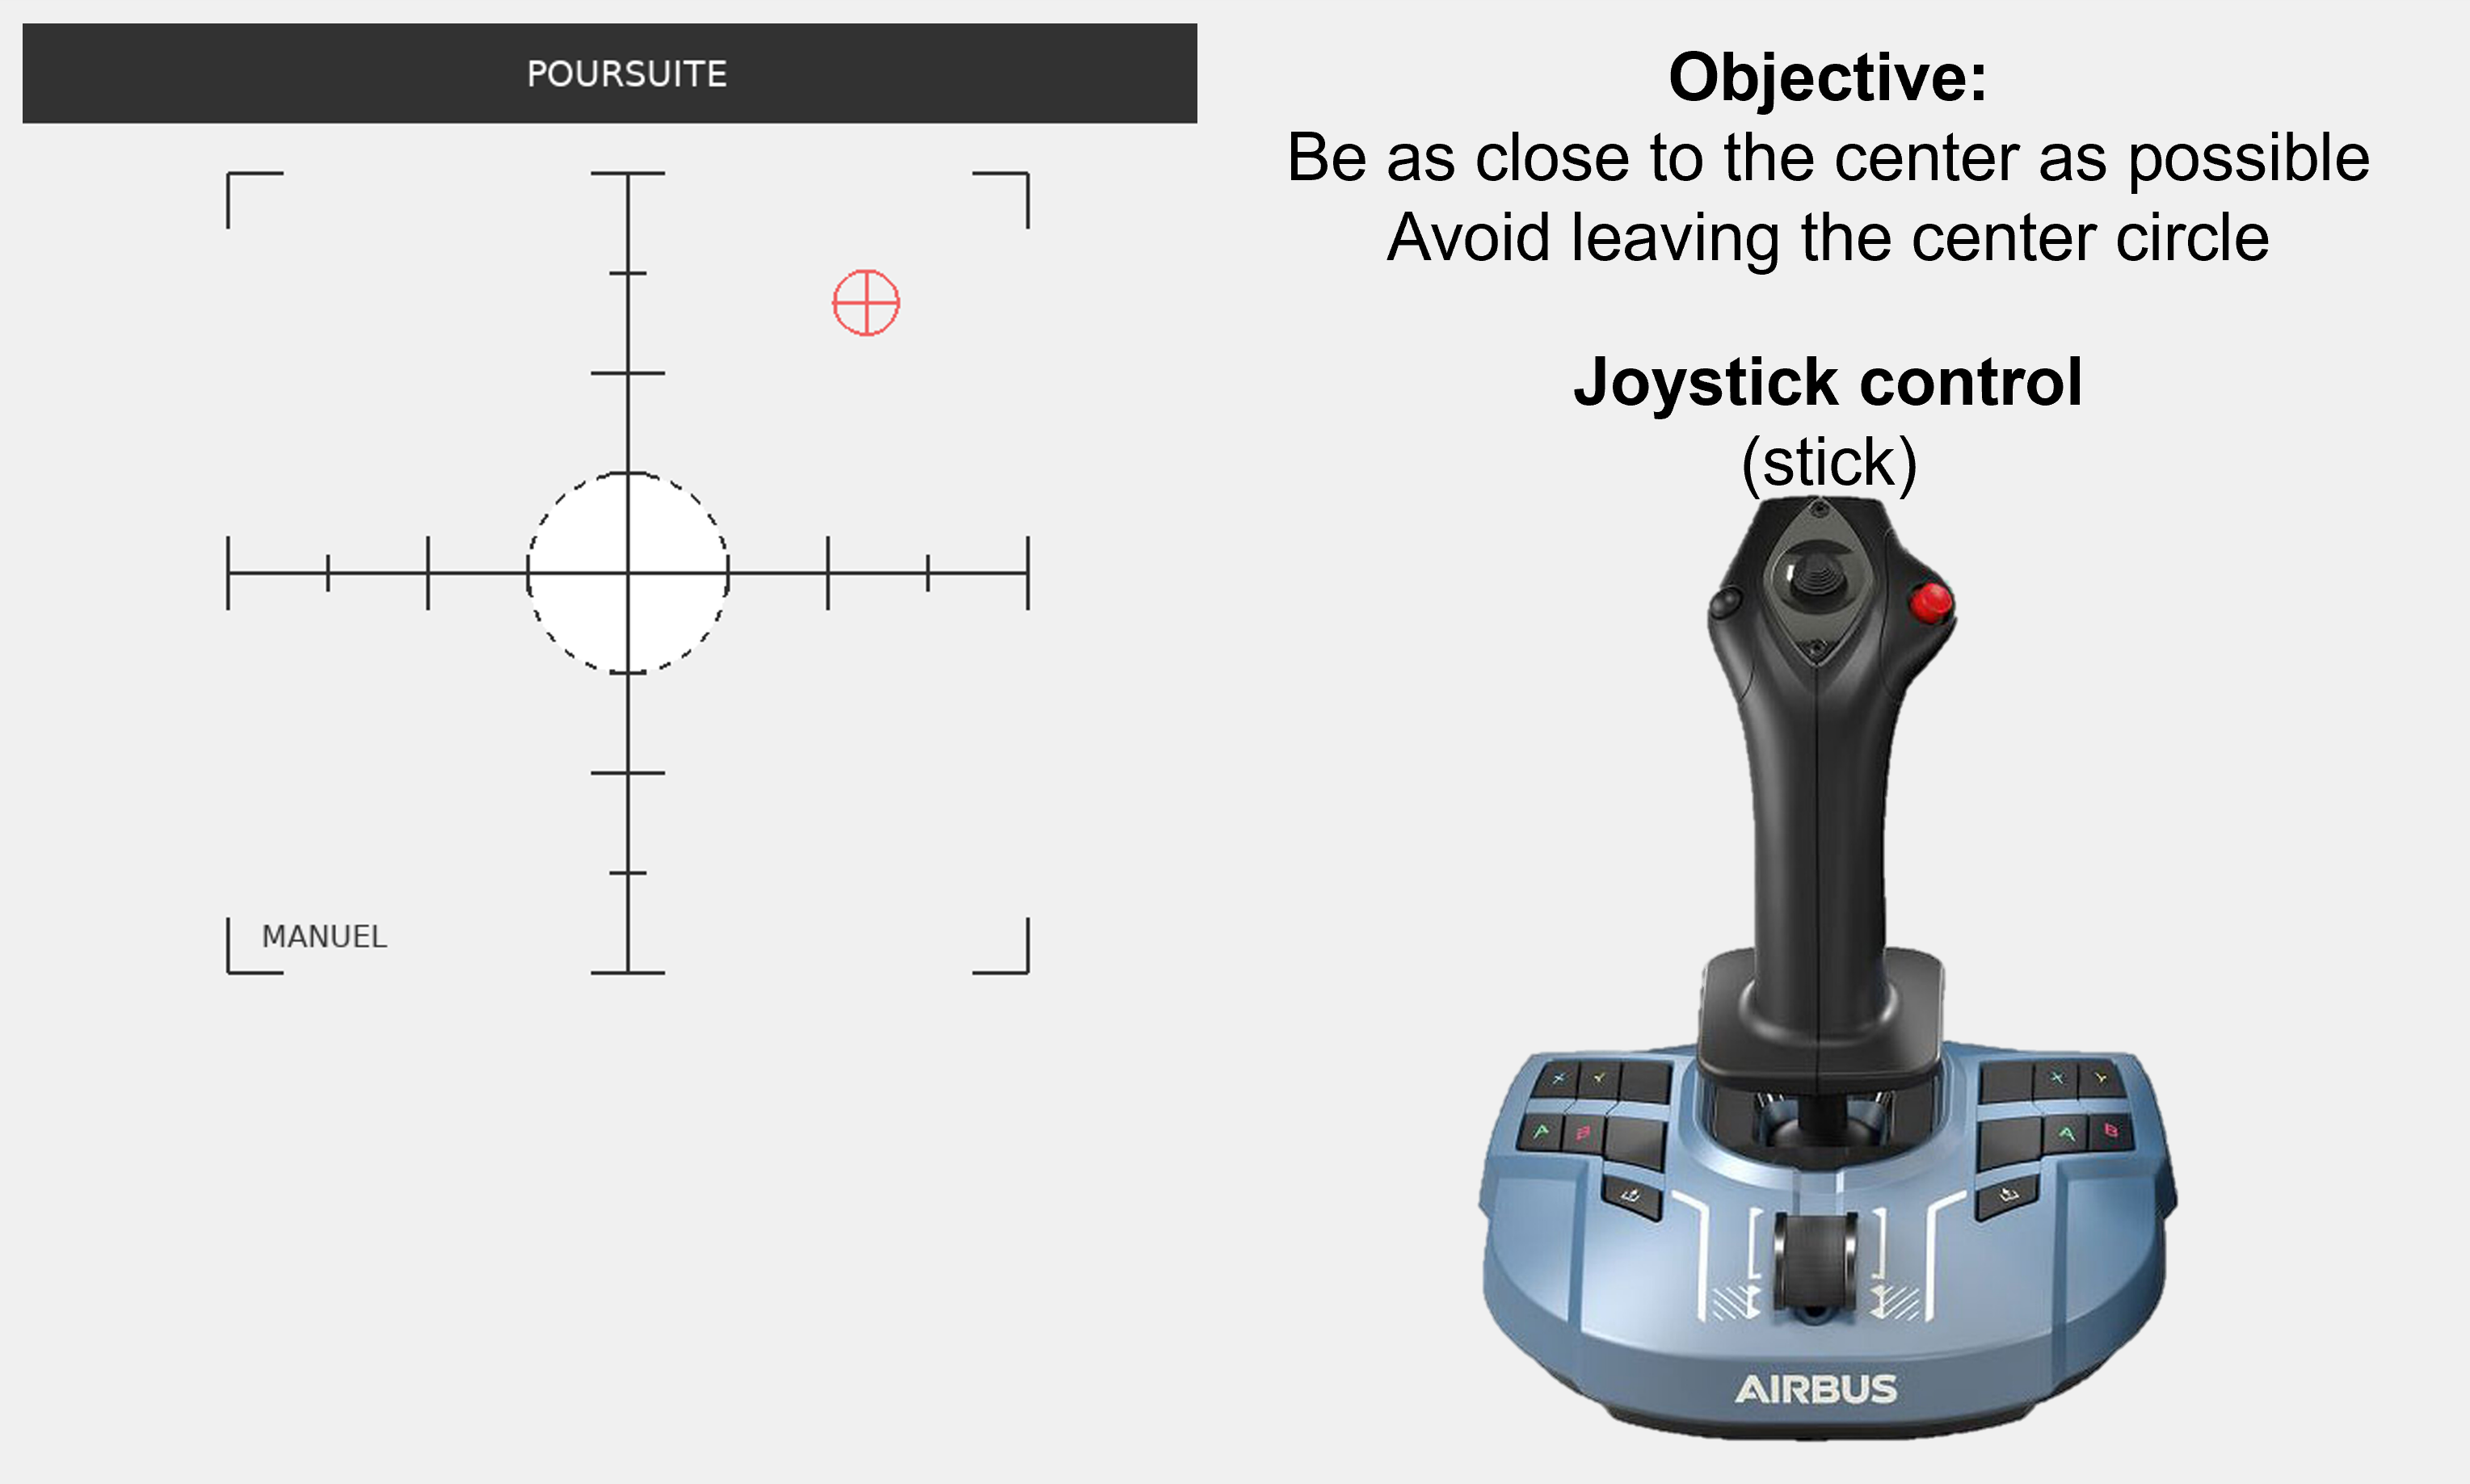 POURSUITE
MANUEL
Objective:
Be as close to the center as possible
Avoid leaving the center circle
Joystick control
(stick)
X Y
A B
X Y
A B
AIRBUS